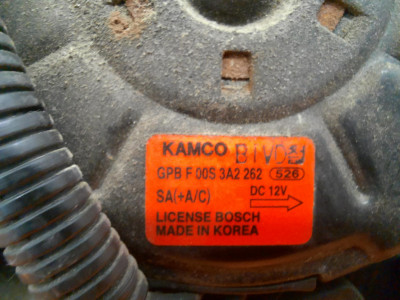 KAMCO
GPB F 00S 3A2 262 526
SA(+A/C) DC 12V
LICENSE BOSCH
MADE IN KOREA